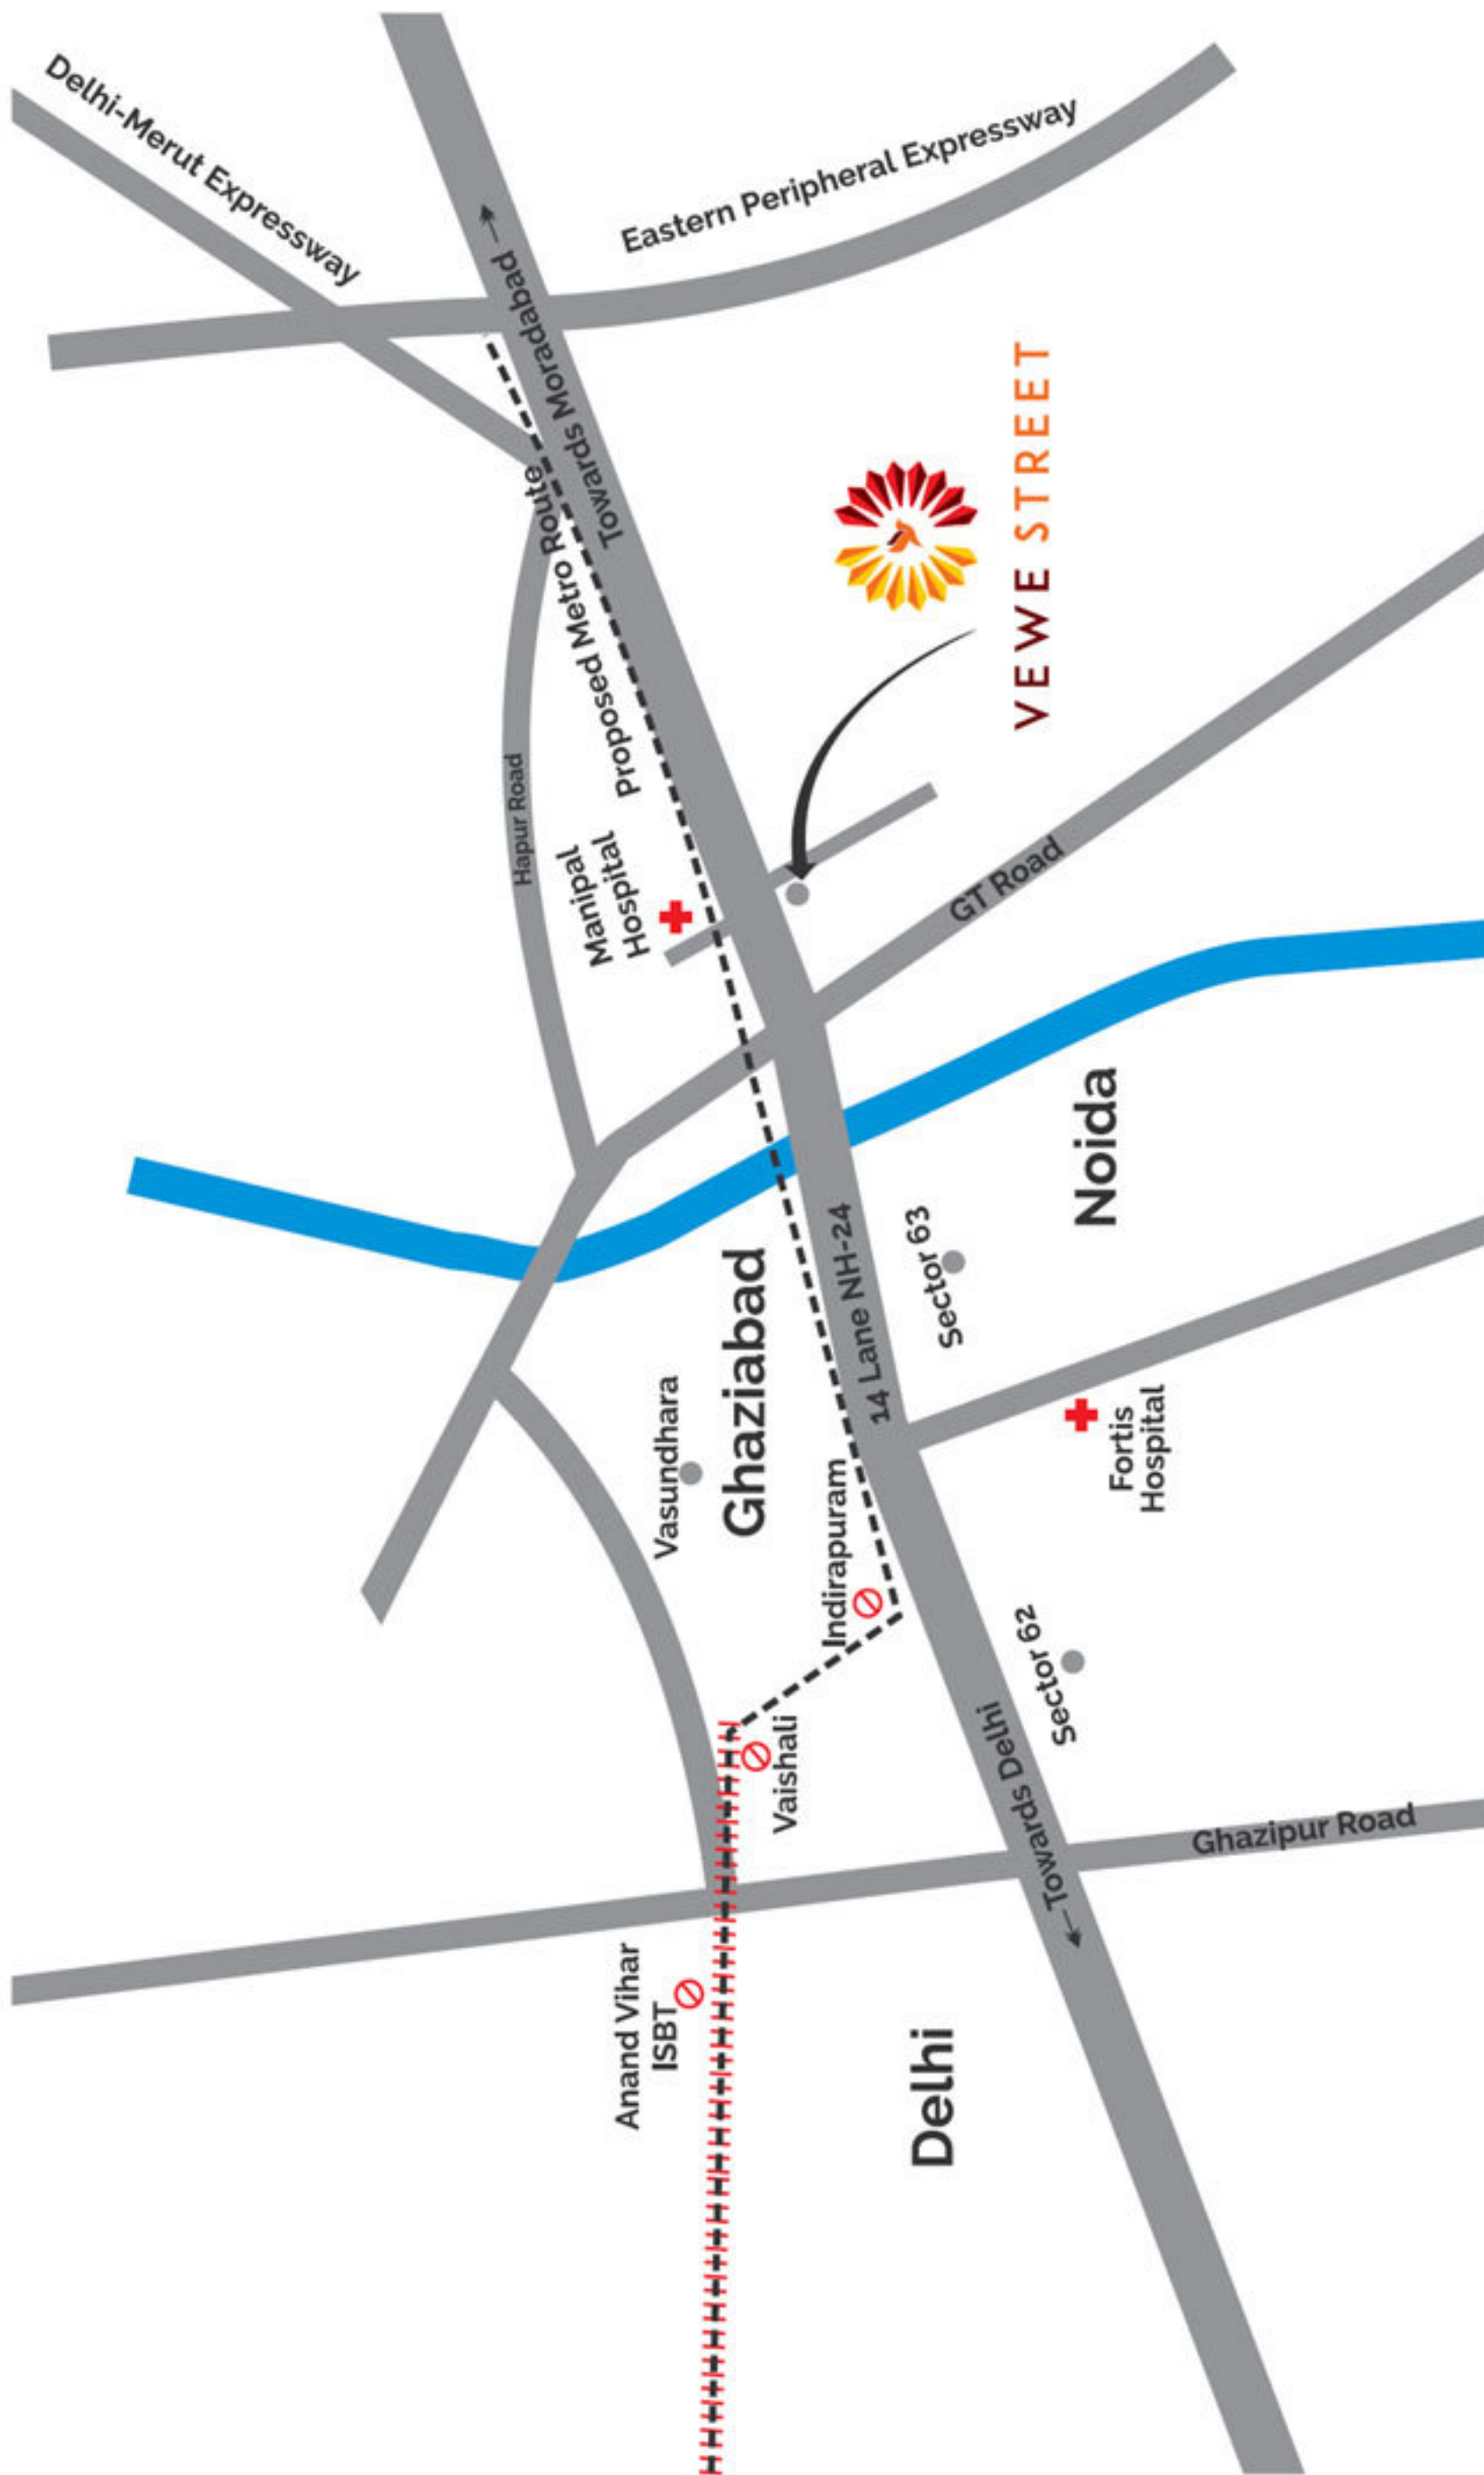 Delhi-Merut Expressway
Eastern Peripheral Expressway
Towards Moradabad
Proposed Metro Route
Hapur Road
Manipal
Hospital
VEWE STREET
GT Road
14 Lane NH-24
Ghaziabad
Vasundhara
Indirapuram
Vaishali
Anand Vihar
ISBT
Noida
Sector 63
Fortis
Hospital
Sector 62
Towards Delhi
Ghazipur Road
Delhi